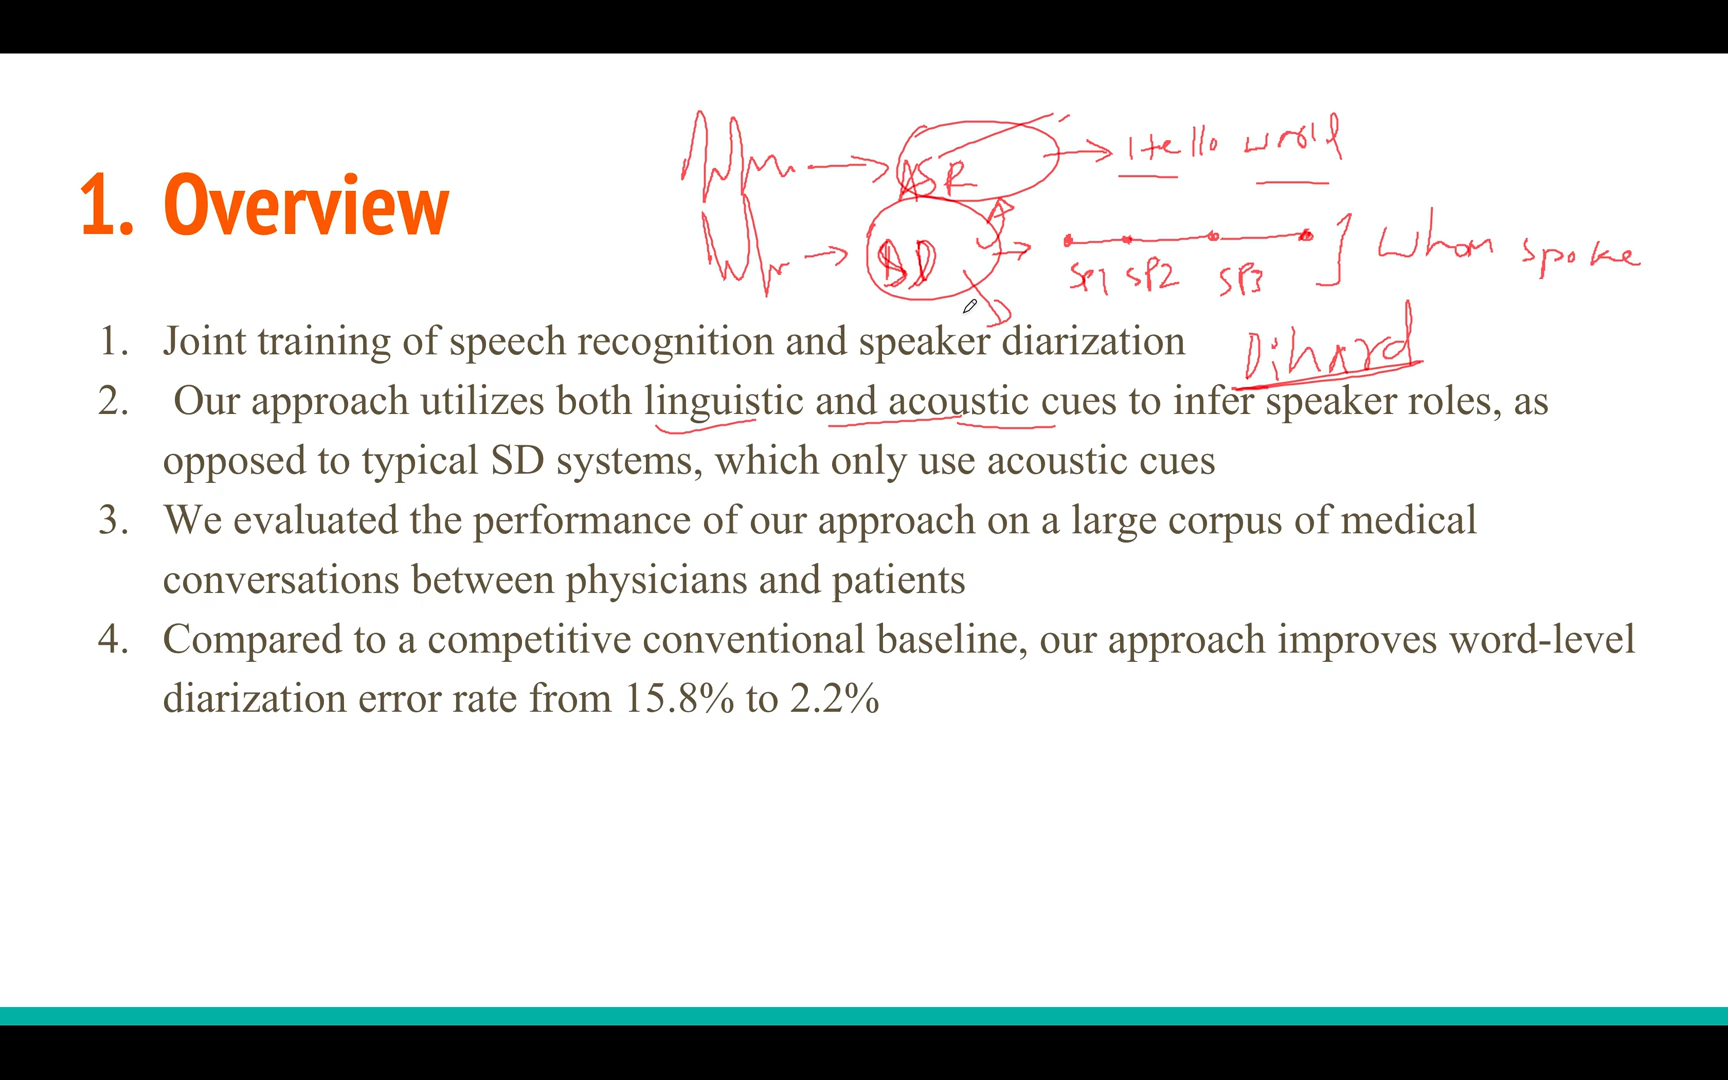 ASR
Hello world
1. Overview
SD
SP1 SP2 SP3
Whom spoke
D
1. Joint training of speech recognition and speaker diarization
Dihard
2. Our approach utilizes both linguistic and acoustic cues to infer speaker roles, as
opposed to typical SD systems, which only use acoustic cues
3. We evaluated the performance of our approach on a large corpus of medical
conversations between physicians and patients
4. Compared to a competitive conventional baseline, our approach improves word-level
diarization error rate from 15.8% to 2.2%